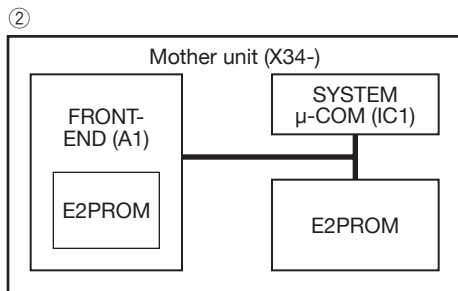 ②
Mother unit (X34-)
FRONT-
END (A1)
E2PROM
SYSTEM
µ-COM (IC1)
E2PROM